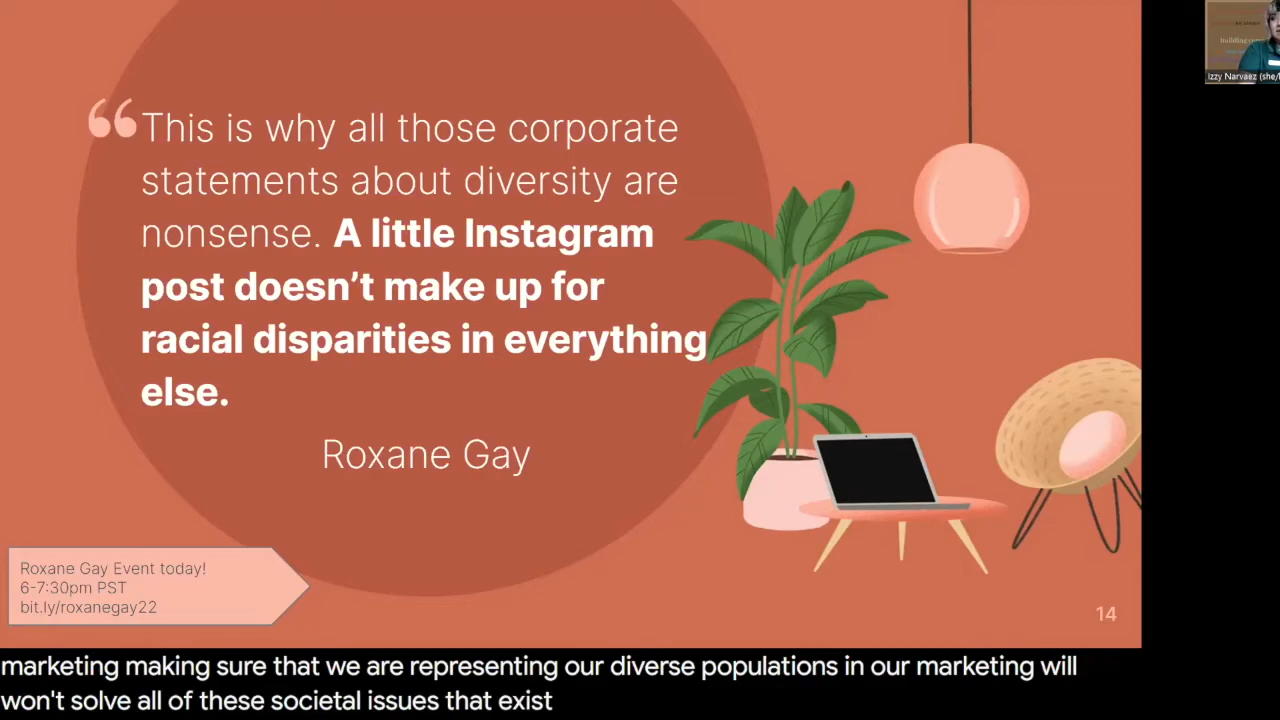 “This is why all those corporate
statements about diversity are
nonsense. A little Instagram
post doesn’t make up for
racial disparities in everything
else.
Roxane Gay
Roxane Gay Event today!
6-7:30pm PST
bit.ly/roxanegay22
14
Izzy Narvaez (she/
marketing making sure that we are representing our diverse populations in our marketing will
won't solve all of these societal issues that exist